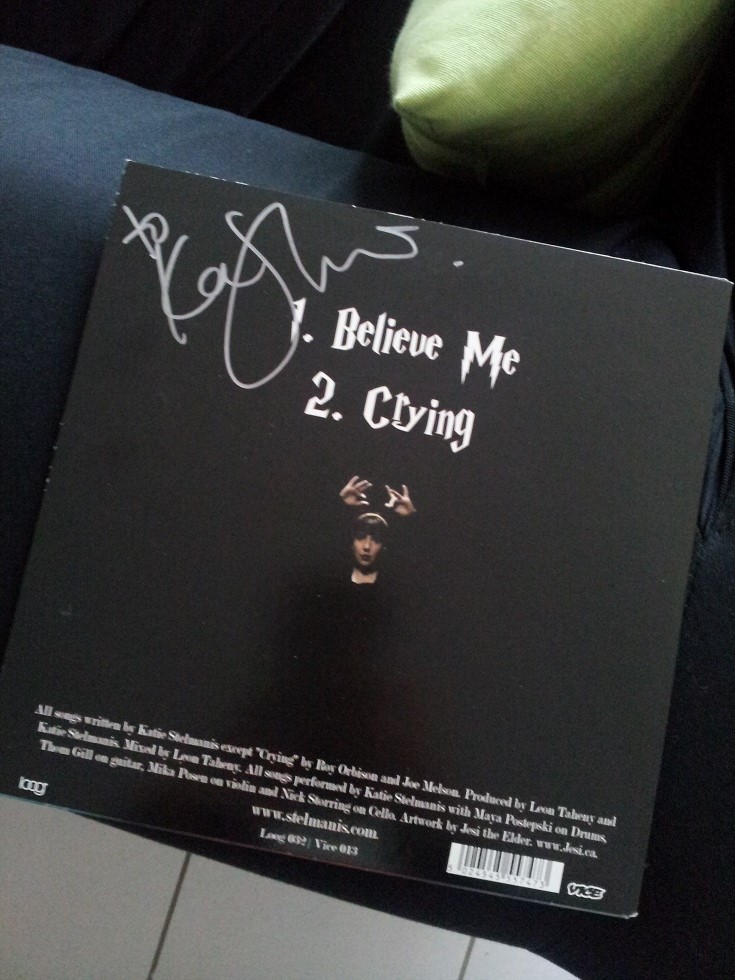 1. Believe Me
2. Crying
All songs written by Katie Stelmanis except "Crying" by Roy Orbison and Joe Melson. Produced by Leon Taheny and
Katie Stelmanis. Mixed by Leon Taheny. All songs performed by Katie Stelmanis with Maya Postepski on Drums,
Thom Gill on guitar, Mika Posen on violin and Nick Storring on Cello. Artwork by Jesi the Elder. www.Jesi.ca.
www.stelmanis.com
Loog 032 / Vice 013
loog
VICE